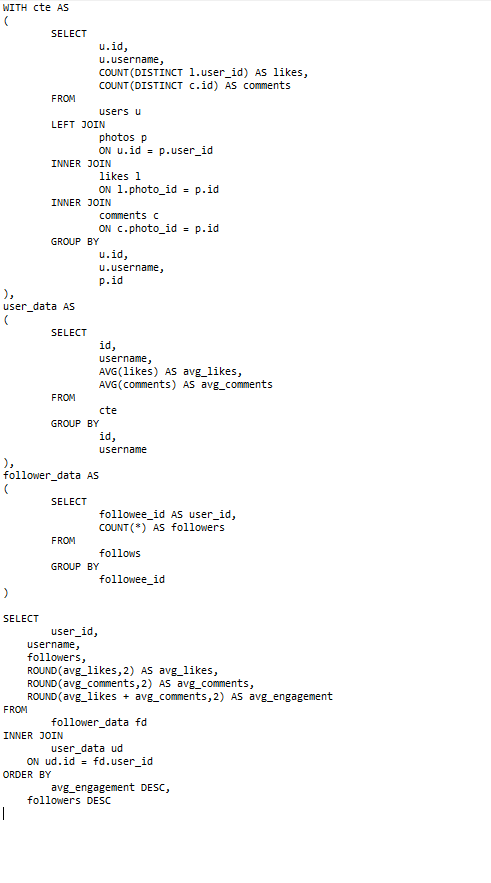 WITH cte AS
(
SELECT
u.id,
u.username,
COUNT(DISTINCT l.user_id) AS likes,
COUNT(DISTINCT c.id) AS comments
FROM
users u
LEFT JOIN
photos p
ON u.id = p.user_id
INNER JOIN
likes l
ON l.photo_id = p.id
INNER JOIN
comments c
ON c.photo_id = p.id
GROUP BY
u.id,
u.username,
p.id
),
user_data AS
(
SELECT
id,
username,
AVG(likes) AS avg_likes,
AVG(comments) AS avg_comments
FROM
cte
GROUP BY
id,
username
),
follower_data AS
(
SELECT
followee_id AS user_id,
COUNT(*) AS followers
FROM
follows
GROUP BY
followee_id
)
SELECT
user_id,
username,
followers,
ROUND(avg_likes,2) AS avg_likes,
ROUND(avg_comments,2) AS avg_comments,
ROUND(avg_likes + avg_comments,2) AS avg_engagement
FROM
follower_data fd
INNER JOIN
user_data ud
ON ud.id = fd.user_id
ORDER BY
avg_engagement DESC,
followers DESC